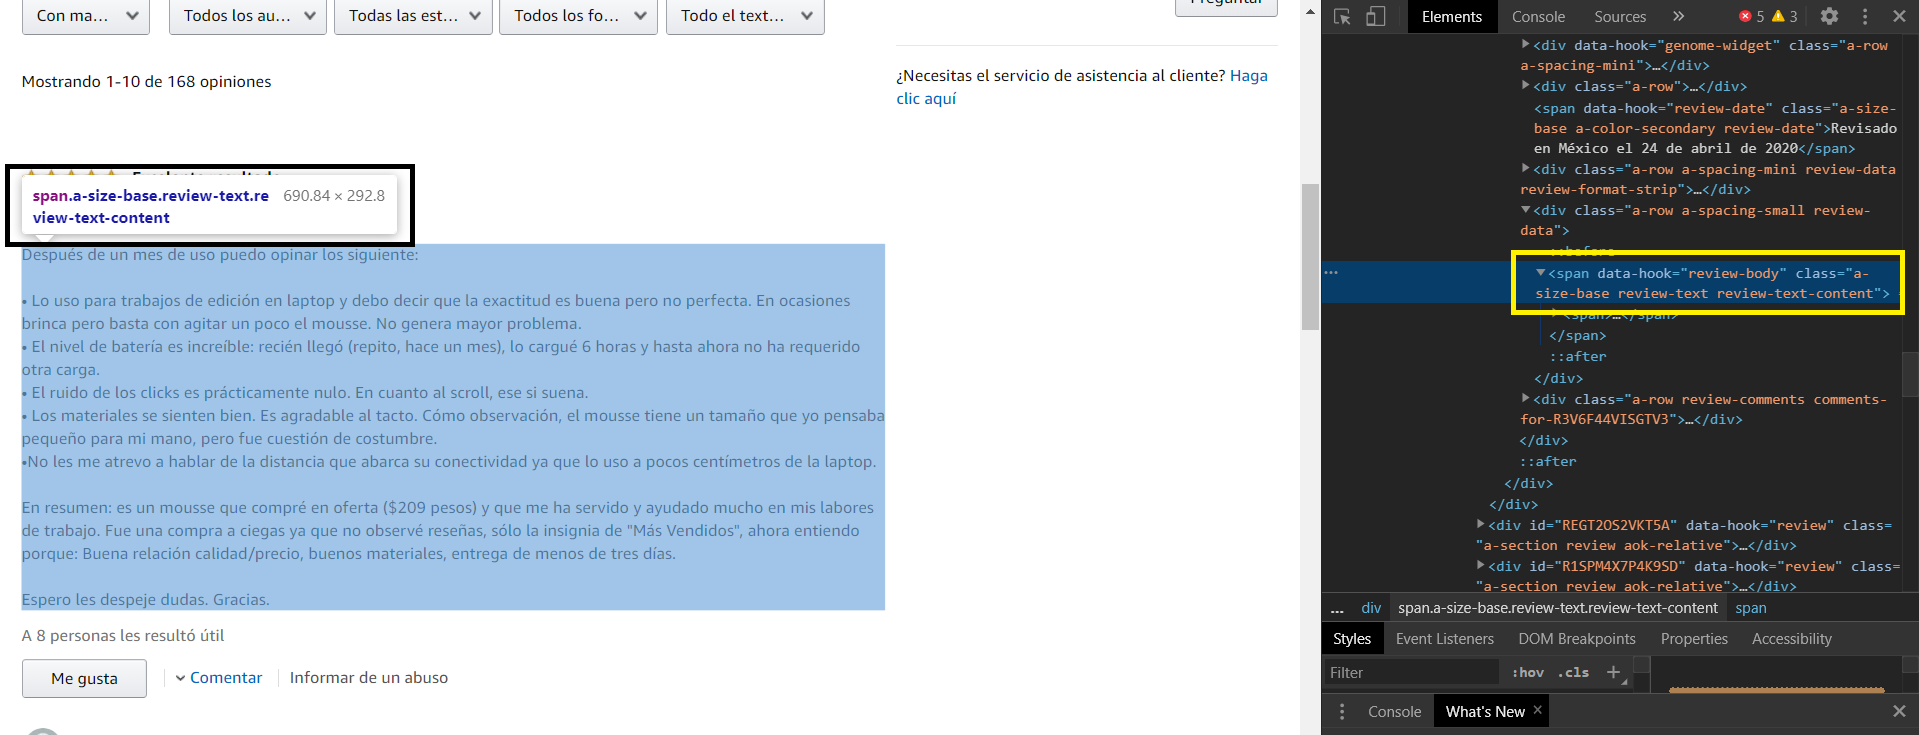 Con ma...
Todos los au...
Todas las est...
Todos los fo...
Todo el text...
Preguntar
Mostrando 1-10 de 168 opiniones
¿Necesitas el servicio de asistencia al cliente? Haga
clic aquí
span.a-size-base.review-text.re
view-text-content
690.84 × 292.8
Después de un mes de uso puedo opinar los siguiente:
• Lo uso para trabajos de edición en laptop y debo decir que la exactitud es buena pero no perfecta. En ocasiones
brinca pero basta con agitar un poco el mousse. No genera mayor problema.
• El nivel de batería es increíble: recién llegó (repito, hace un mes), lo cargué 6 horas y hasta ahora no ha requerido
otra carga.
• El ruido de los clicks es prácticamente nulo. En cuanto al scroll, ese si suena.
• Los materiales se sienten bien. Es agradable al tacto. Cómo observación, el mousse tiene un tamaño que yo pensaba
pequeño para mi mano, pero fue cuestión de costumbre.
•No les me atrevo a hablar de la distancia que abarca su conectividad ya que lo uso a pocos centímetros de la laptop.
En resumen: es un mousse que compré en oferta ($209 pesos) y que me ha servido y ayudado mucho en mis labores
de trabajo. Fue una compra a ciegas ya que no observé reseñas, sólo la insignia de "Más Vendidos", ahora entiendo
porque: Buena relación calidad/precio, buenos materiales, entrega de menos de tres días.
Espero les despeje dudas. Gracias.
A 8 personas les resultó útil
Me gusta
Comentar
Informar de un abuso
Elements
Console
Sources
»
5
3
<div data-hook="genome-widget" class="a-row
a-spacing-mini">…</div>
<div class="a-row">…</div>
<span data-hook="review-date" class="a-size-
base a-color-secondary review-date">Revisado
en México el 24 de abril de 2020</span>
<div class="a-row a-spacing-mini review-data
review-format-strip">…</div>
<div class="a-row a-spacing-small review-
data">
::before
<span data-hook="review-body" class="a-
size-base review-text review-text-content">
<span>…</span>
</span>
::after
</div>
<div class="a-row review-comments comments-
for-R3V6F44VISGTV3">…</div>
</div>
::after
</div>
</div>
<div id="REGT2OS2VKT5A" data-hook="review" class=
"a-section review aok-relative">…</div>
<div id="R1SPM4X7P4K9SD" data-hook="review" class=
"a-section review aok-relative">…</div>
... div span.a-size-base.review-text.review-text-content span
Styles
Event Listeners
DOM Breakpoints
Properties
Accessibility
Filter
:hov
.cls
+
Console
What's New